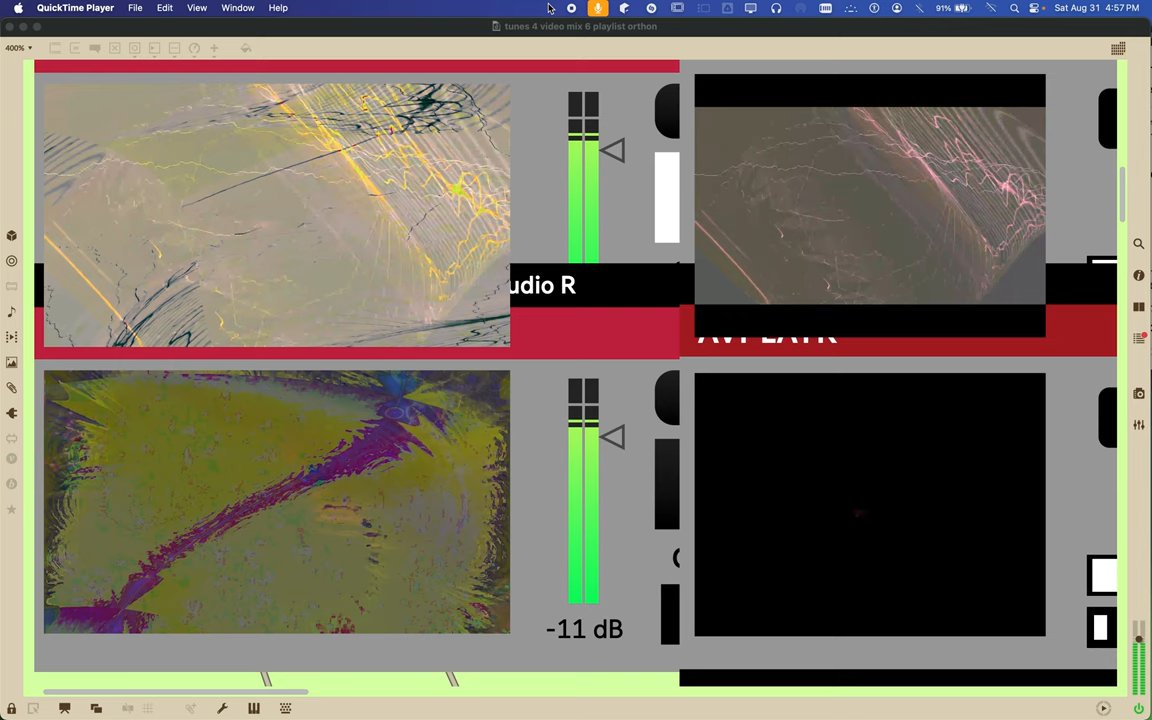 QuickTime Player File Edit View Window Help 91% Sat Aug 31 4:57 PM
tunes 4 video mix 6 playlist orthon
400%
udio R
-11 dB